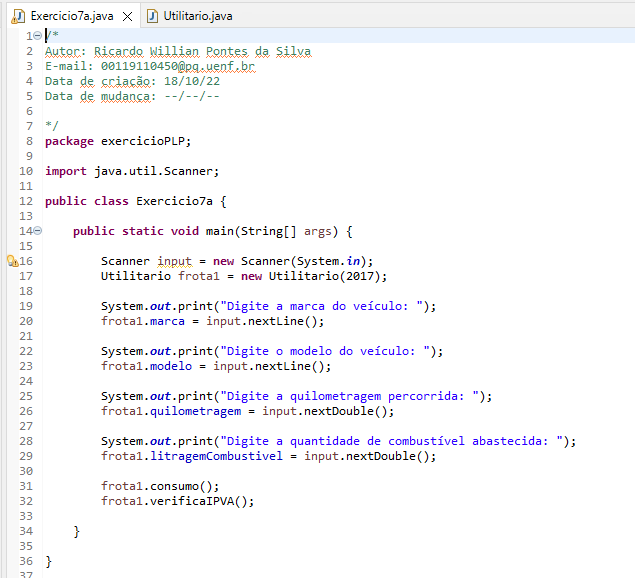 Exercicio7a.java
Utilitario.java
1 /*
2 Autor: Ricardo Willian Pontes da Silva
3 E-mail: 00119110450@pq.uenf.br
4 Data de criacão: 18/10/22
5 Data de mudanca: --/--/--
6
7 */
8 package exercicioPLP;
9
10 import java.util.Scanner;
11
12 public class Exercicio7a {
13
14 public static void main(String[] args) {
15
16 Scanner input = new Scanner(System.in);
17 Utilitario frota1 = new Utilitario(2017);
18
19 System.out.print("Digite a marca do veículo: ");
20 frota1.marca = input.nextLine();
21
22 System.out.print("Digite o modelo do veículo: ");
23 frota1.modelo = input.nextLine();
24
25 System.out.print("Digite a quilometragem percorrida: ");
26 frota1.quilometragem = input.nextDouble();
27
28 System.out.print("Digite a quantidade de combustível abastecida: ");
29 frota1.litragemCombustivel = input.nextDouble();
30
31 frota1.consumo();
32 frota1.verificaIPVA();
33
34 }
35
36 }
37